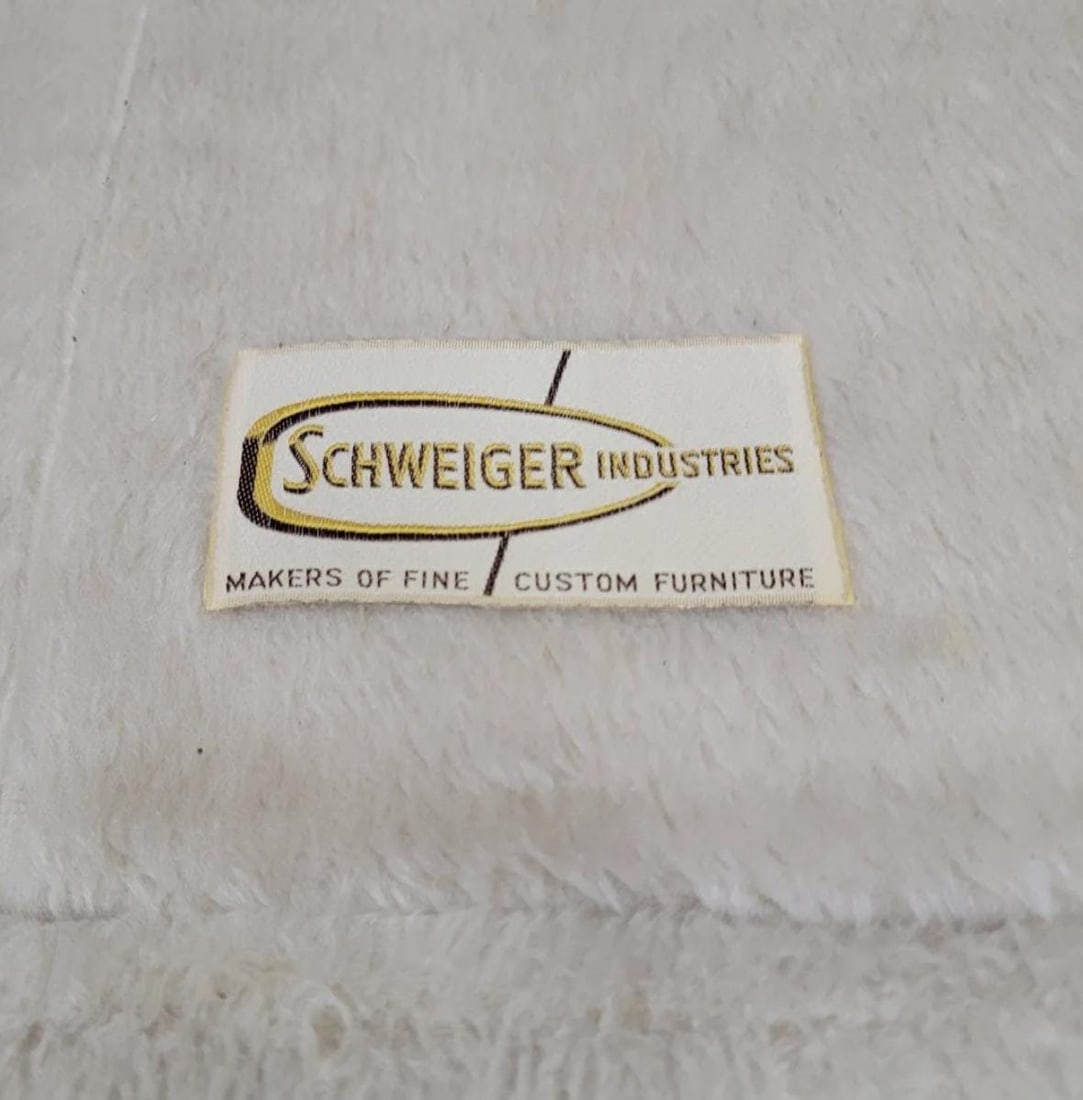 SCHWEIGER INDUSTRIES
MAKERS OF FINE CUSTOM FURNITURE